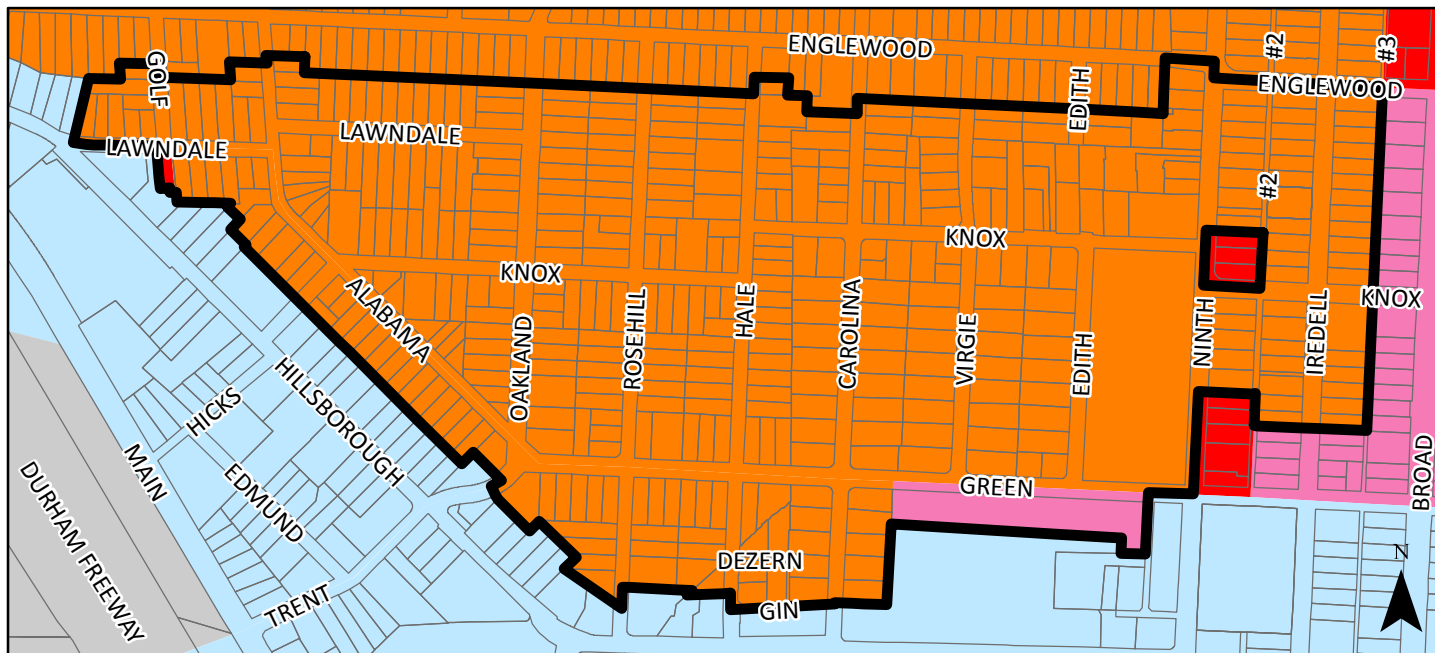 ENGLEWOOD
#2
#3
GOLF
EDITH
ENGLEWOOD
LAWNDALE
LAWNDALE
#2
KNOX
KNOX
KNOX
ALABAMA
OAKLAND
ROSEHILL
HALE
CAROLINA
VIRGIE
EDITH
NINTH
IREDELL
HILLSBOROUGH
HICKS
MAIN
EDMUND
DURHAM FREEWAY
TRENT
GREEN
BROAD
DEZERN
GIN
N